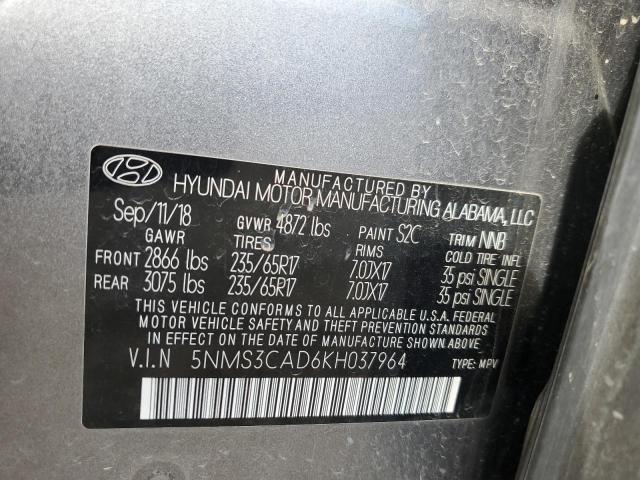 MANUFACTURED BY
HYUNDAI MOTOR MANUFACTURING ALABAMA, LLC
Sep/11/18 GVWR 4872 lbs PAINT S2C TRIM NNB
GAWR TIRES COLD TIRE INFL
FRONT 2866 lbs 235/65R17 7.0JX17 35 psi SINGLE
REAR 3075 lbs 235/65R17 7.0JX17 35 psi SINGLE
THIS VEHICLE CONFORMS TO ALL APPLICABLE U.S.A. FEDERAL
MOTOR VEHICLE SAFETY AND THEFT PREVENTION STANDARDS
IN EFFECT ON THE DATE OF MANUFACTURE SHOWN ABOVE.
V.I.N 5NMS3CAD6KH037964 TYPE: MPV